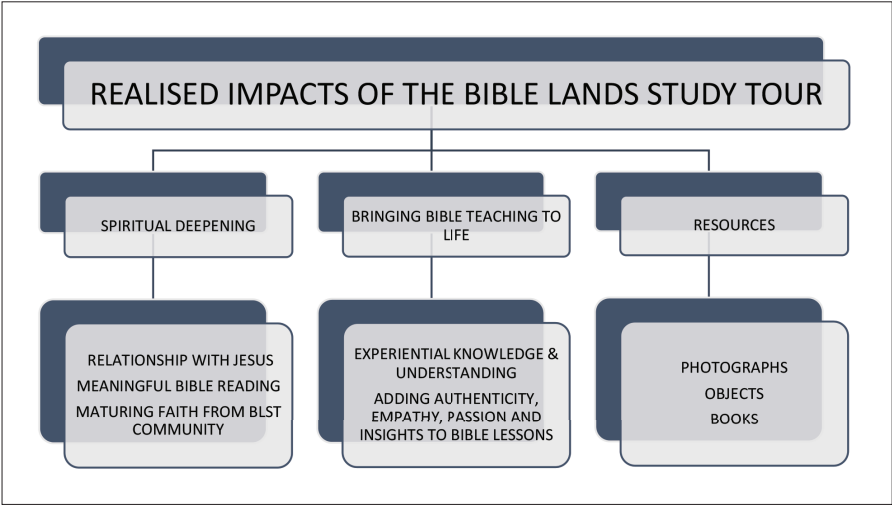 REALISED IMPACTS OF THE BIBLE LANDS STUDY TOUR
SPIRITUAL DEEPENING
BRINGING BIBLE TEACHING TO
LIFE
RESOURCES
RELATIONSHIP WITH JESUS
MEANINGFUL BIBLE READING
MATURING FAITH FROM BLST
COMMUNITY
EXPERIENTIAL KNOWLEDGE &
UNDERSTANDING
ADDING AUTHENTICITY,
EMPATHY, PASSION AND
INSIGHTS TO BIBLE LESSONS
PHOTOGRAPHS
OBJECTS
BOOKS